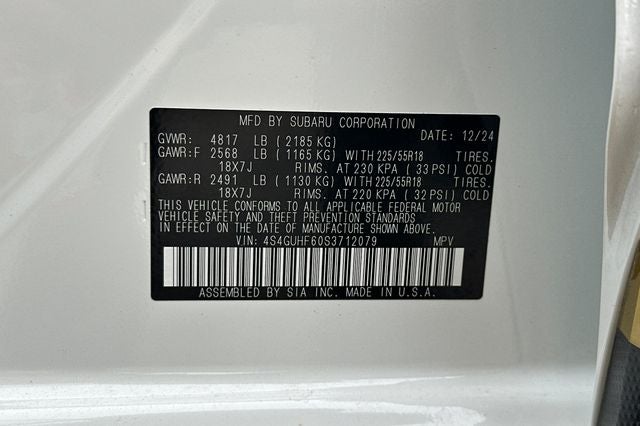 MFD BY SUBARU CORPORATION
GVWR: 4817 LB ( 2185 KG) DATE: 12/24
GAWR:F 2568 LB ( 1165 KG) WITH 225/55R18 TIRES.
18X7J RIMS. AT 230 KPA ( 33 PSI) COLD
GAWR:R 2491 LB ( 1130 KG) WITH 225/55R18 TIRES.
18X7J RIMS. AT 220 KPA ( 32 PSI) COLD
THIS VEHICLE CONFORMS TO ALL APPLICABLE FEDERAL MOTOR
VEHICLE SAFETY AND THEFT PREVENTION STANDARDS
IN EFFECT ON THE DATE OF MANUFACTURE SHOWN ABOVE.
VIN: 4S4GUHF60S3712079 MPV
ASSEMBLED BY SIA INC. MADE IN U.S.A.